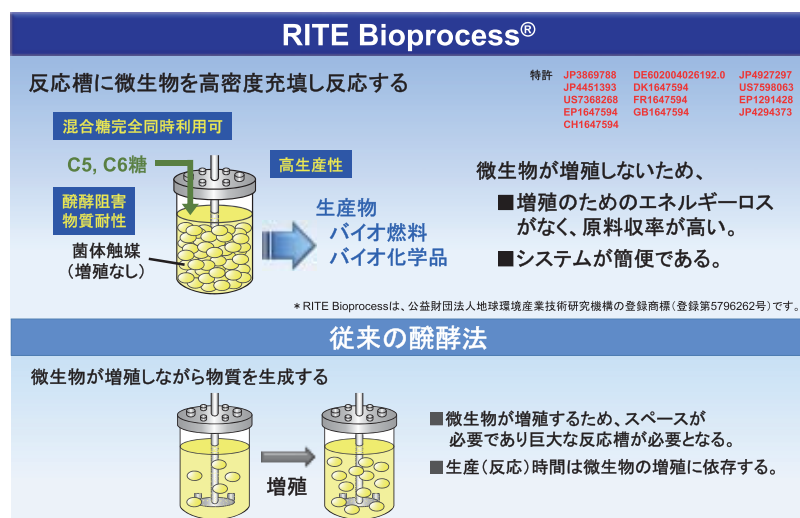 RITE Bioprocess®
反応槽に微生物を高密度充填し反応する
特許 JP3869788 DE602004026192.0 JP4927297
JP4451393 DK1647594 US7598063
US7368268 FR1647594 EP1291428
EP1647594 GB1647594 JP4294373
CH1647594
混合糖完全同時利用可
C5, C6糖
高生産性
醗酵阻害
物質耐性
菌体触媒
(増殖なし)
生産物
バイオ燃料
バイオ化学品
微生物が増殖しないため、
■増殖のためのエネルギーロス
がなく、原料収率が高い。
■システムが簡便である。
＊RITE Bioprocessは、公益財団法人地球環境産業技術研究機構の登録商標(登録第5796262号)です。
従来の醗酵法
微生物が増殖しながら物質を生成する
増殖
■微生物が増殖するため、スペースが
必要であり巨大な反応槽が必要となる。
■生産(反応)時間は微生物の増殖に依存する。